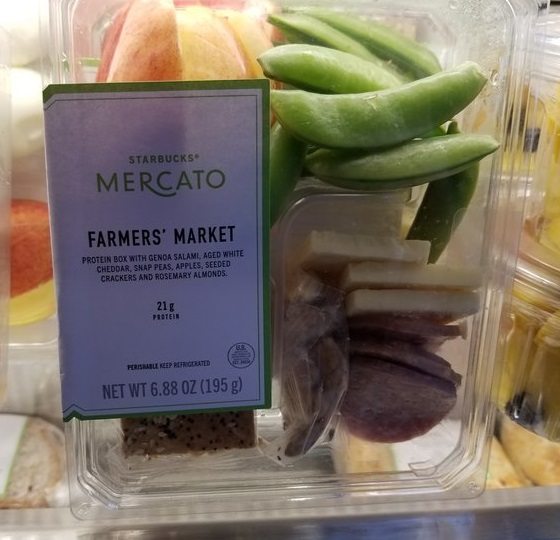 STARBUCKS®
MERCATO
FARMERS' MARKET
PROTEIN BOX WITH GENOA SALAMI, AGED WHITE
CHEDDAR, SNAP PEAS, APPLES, SEEDED
CRACKERS AND ROSEMARY ALMONDS.
21g
PROTEIN
PERISHABLE KEEP REFRIGERATED
U.S.
NET WT 6.88 OZ (195 g)